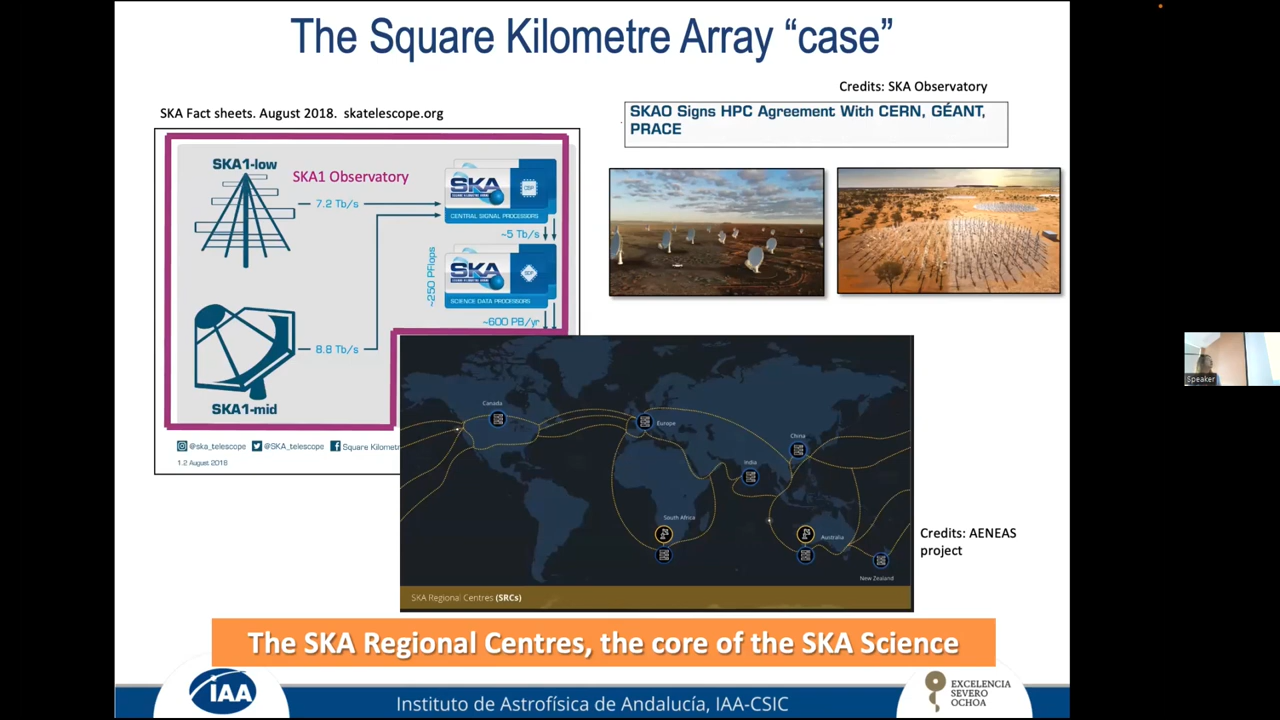 The Square Kilometre Array “case”
Credits: SKA Observatory
SKA Fact sheets. August 2018. skatelescope.org
SKAO Signs HPC Agreement With CERN, GÉANT,
PRACE
SKA1-low
SKA1 Observatory
7.2 Tb/s
SKA
CSP
CENTRAL SIGNAL PROCESSORS
~5 Tb/s
~250 PFlops
SKA
SDP
SCIENCE DATA PROCESSORS
~600 PB/yr
8.8 Tb/s
SKA1-mid
@ska_telescope @SKA_telescope Square Kilometr
1.2 August 2018
Canada
Europe
China
India
South Africa
Australia
New Zealand
SKA Regional Centres (SRCs)
Credits: AENEAS
project
Speaker
The SKA Regional Centres, the core of the SKA Science
IAA
Instituto de Astrofísica de Andalucía, IAA-CSIC
EXCELENCIA
SEVERO
OCHOA